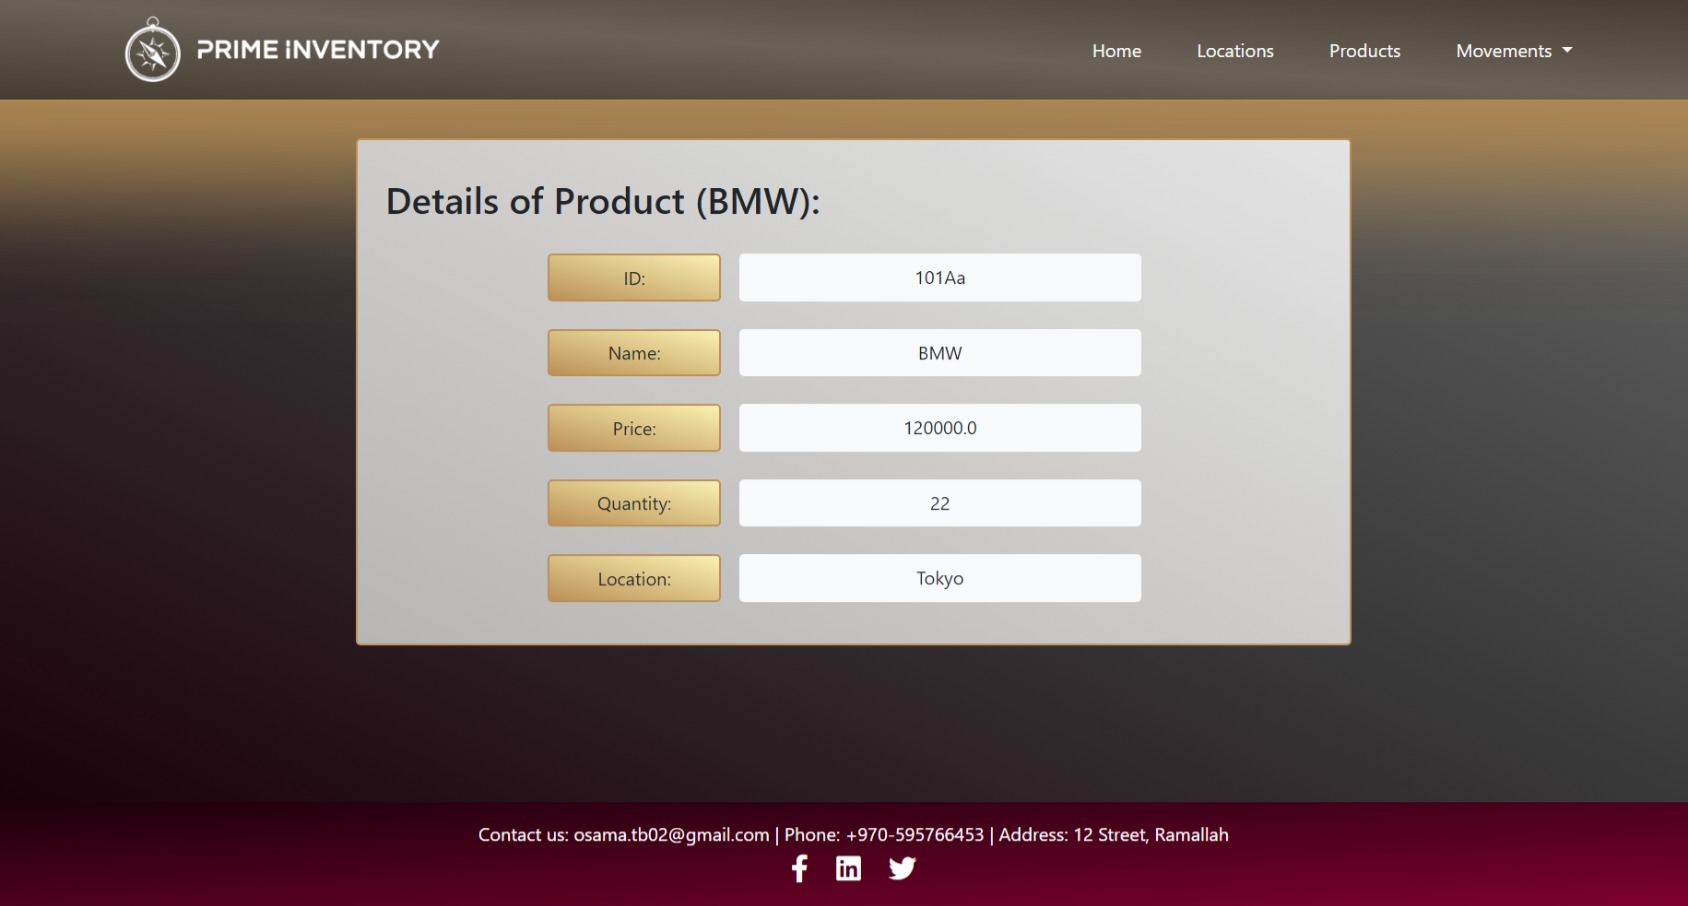 PRIME iNVENTORY
Home Locations Products Movements
Details of Product (BMW):
ID: 101Aa
Name: BMW
Price: 120000.0
Quantity: 22
Location: Tokyo
Contact us: osama.tb02@gmail.com | Phone: +970-595766453 | Address: 12 Street, Ramallah